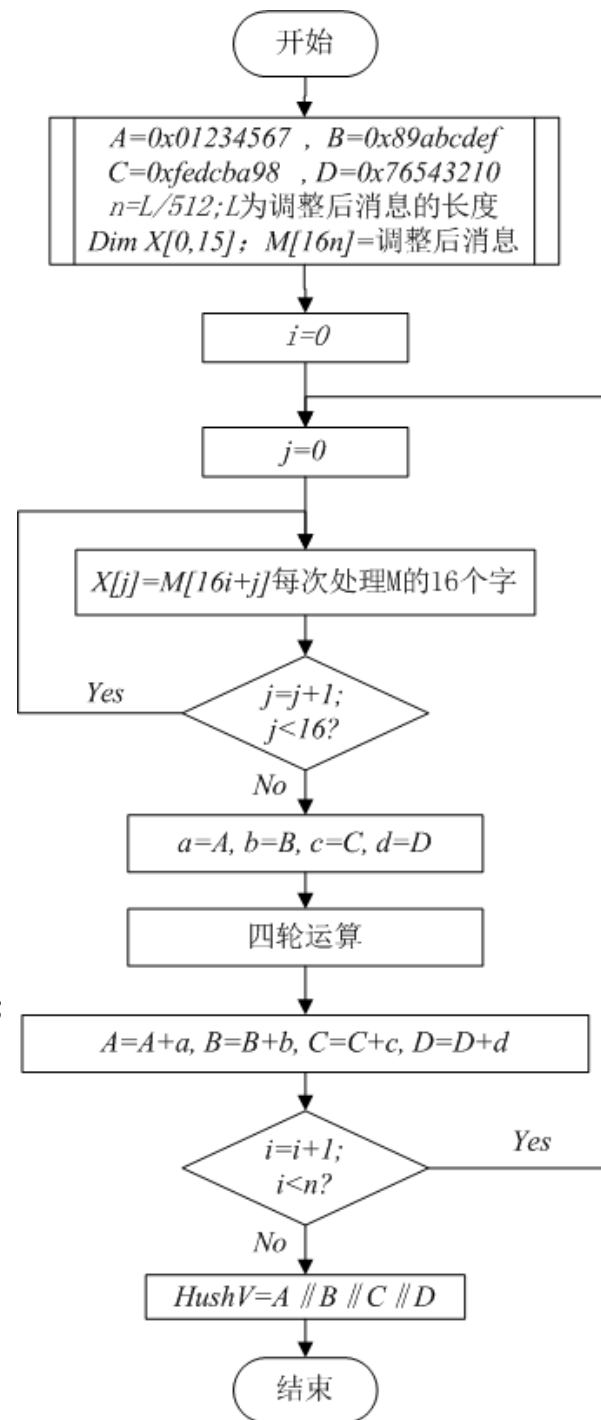 开始
A=0x01234567 , B=0x89abcdef
C=0xfedcba98 , D=0x76543210
n=L/512;L为调整后消息的长度
Dim X[0,15]; M[16n]=调整后消息
i=0
j=0
X[j]=M[16i+j]每次处理M的16个字
j=j+1;
j<16?
Yes
No
a=A, b=B, c=C, d=D
四轮运算
A=A+a, B=B+b, C=C+c, D=D+d
i=i+1;
i<n?
Yes
No
HushV=A ∥B ∥C ∥D
结束